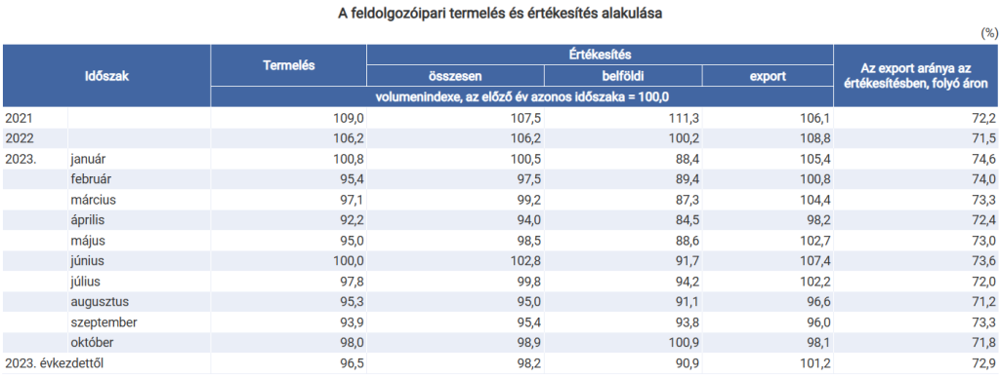 A feldolgozóipari termelés és értékesítés alakulása
(%)
Időszak Termelés Értékesítés Az export aránya az értékesítésben, folyó áron
összesen belföldi export
volumenindexe, az előző év azonos időszaka = 100,0
2021 109,0 107,5 111,3 106,1 72,2
2022 106,2 106,2 100,2 108,8 71,5
2023. január 100,8 100,5 88,4 105,4 74,6
február 95,4 97,5 89,4 100,8 74,0
március 97,1 99,2 87,3 104,4 73,3
április 92,2 94,0 84,5 98,2 72,4
május 95,0 98,5 88,6 102,7 73,0
június 100,0 102,8 91,7 107,4 73,6
július 97,8 99,8 94,2 102,2 72,0
augusztus 95,3 95,0 91,1 96,6 71,2
szeptember 93,9 95,4 93,8 96,0 73,3
október 98,0 98,9 100,9 98,1 71,8
2023. évkezdettől 96,5 98,2 90,9 101,2 72,9